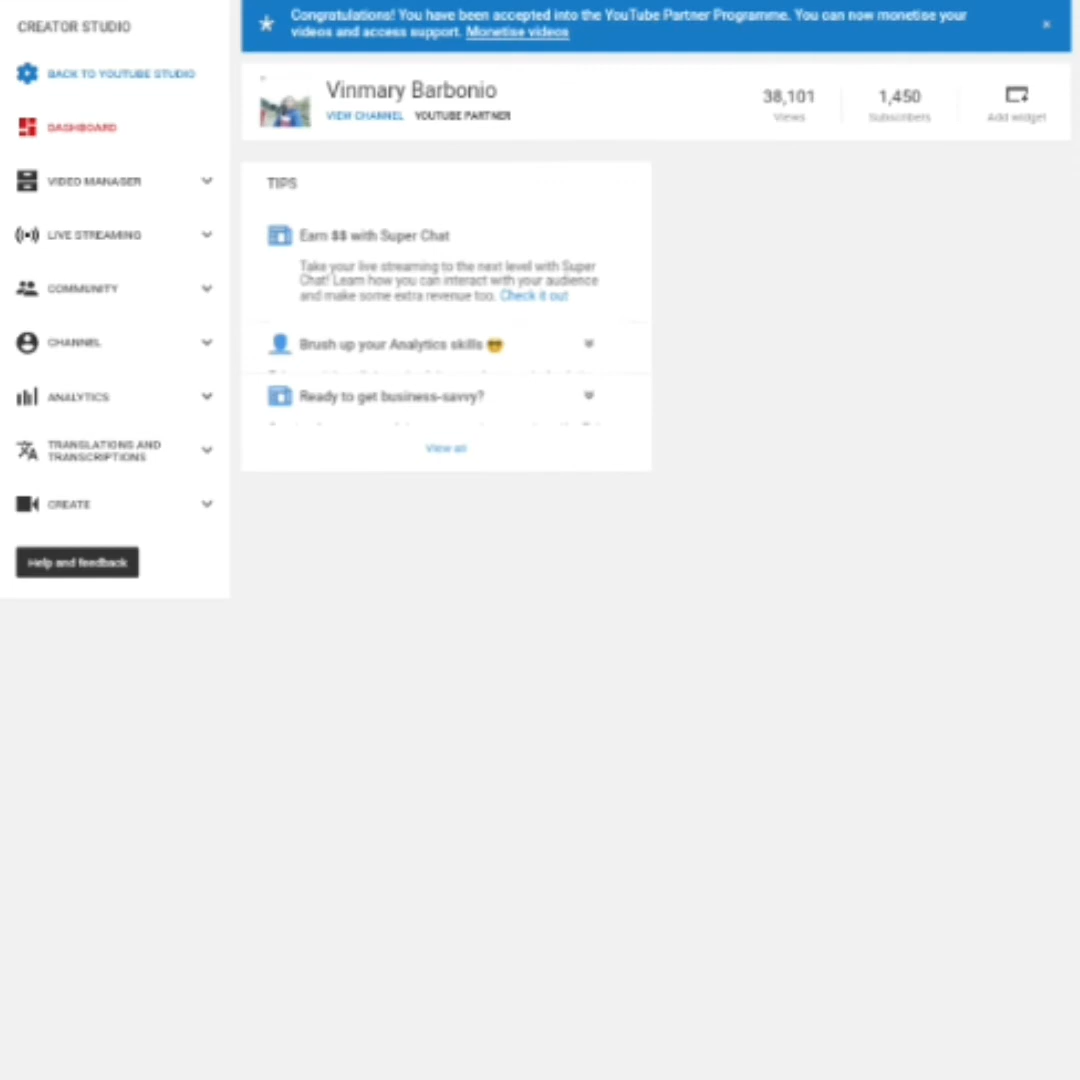 CREATOR STUDIO
BACK TO YOUTUBE STUDIO
DASHBOARD
VIDEO MANAGER
LIVE STREAMING
COMMUNITY
CHANNEL
ANALYTICS
TRANSLATIONS AND
TRANSCRIPTIONS
CREATE
Help and feedback
Congratulations! You have been accepted into the YouTube Partner Programme. You can now monetise your
videos and access support. Monetise videos
Vinmary Barbonio
VIEW CHANNEL YOUTUBE PARTNER
38,101
Views
1,450
Subscribers
Add widget
TIPS
Earn $$ with Super Chat
Take your live streaming to the next level with Super
Chat! Learn how you can interact with your audience
and make some extra revenue too. Check it out
Brush up your Analytics skills 😎
Ready to get business-savvy?
View all